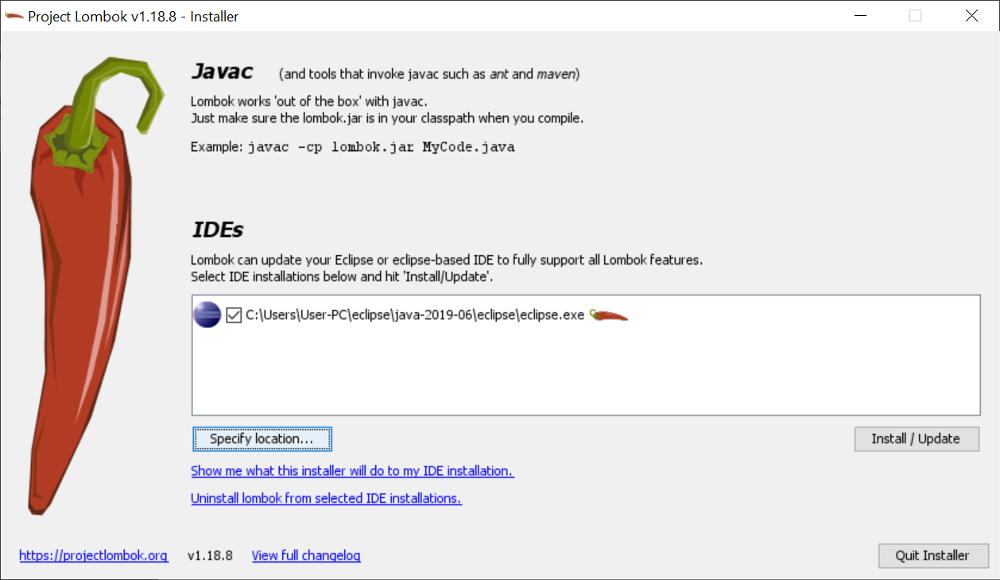 Project Lombok v1.18.8 - Installer
Javac (and tools that invoke javac such as ant and maven)
Lombok works 'out of the box' with javac.
Just make sure the lombok.jar is in your classpath when you compile.
Example: javac -cp lombok.jar MyCode.java
IDEs
Lombok can update your Eclipse or eclipse-based IDE to fully support all Lombok features.
Select IDE installations below and hit 'Install/Update'.
C:\Users\User-PC\eclipse\java-2019-06\eclipse\eclipse.exe
Specify location... Install / Update
Show me what this installer will do to my IDE installation.
Uninstall lombok from selected IDE installations.
https://projectlombok.org v1.18.8 View full changelog Quit Installer